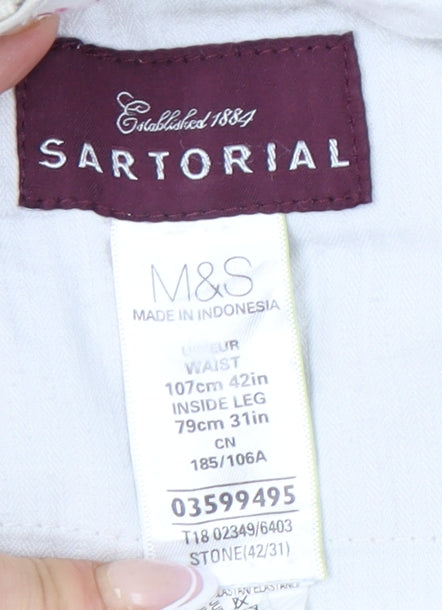 Established 1884
SARTORIAL
M&S
MADE IN INDONESIA
WAIST
107cm 42in
INSIDE LEG
79cm 31in
CN
185/106A
03599495
T18 02349/6403
STONE(42/31)